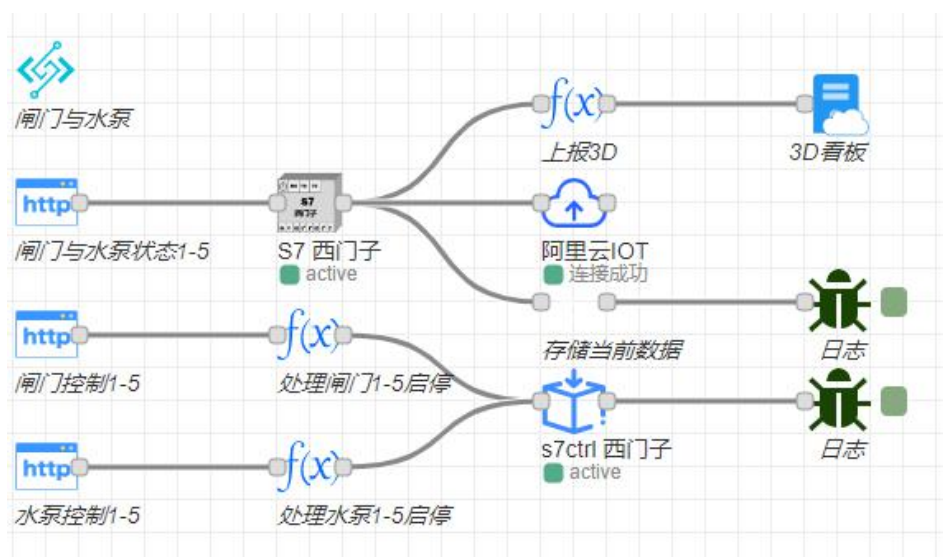 闸门与水泵
f(x)
上报3D
3D看板
http
闸门与水泵状态1-5
S7
西门子
S7 西门子
active
阿里云IOT
连接成功
存储当前数据
日志
http
闸门控制1-5
f(x)
处理闸门1-5启停
s7ctrl 西门子
active
日志
http
水泵控制1-5
f(x)
处理水泵1-5启停